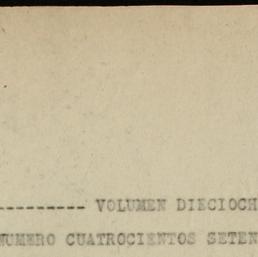 --------- VOLUMEN DIECIOCH
NUMERO CUATROCIENTOS SETEN